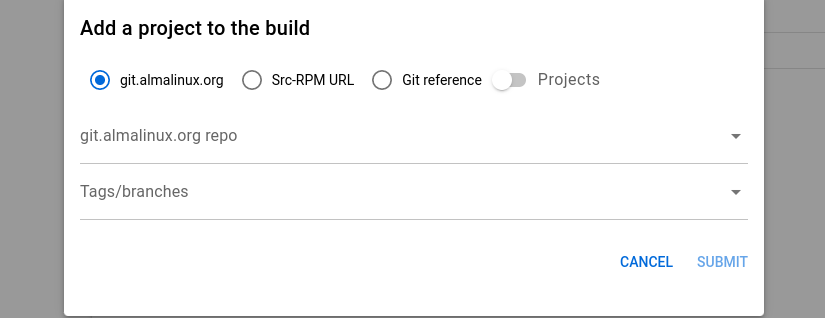 Add a project to the build
git.almalinux.org Src-RPM URL Git reference Projects
git.almalinux.org repo
Tags/branches
CANCEL SUBMIT